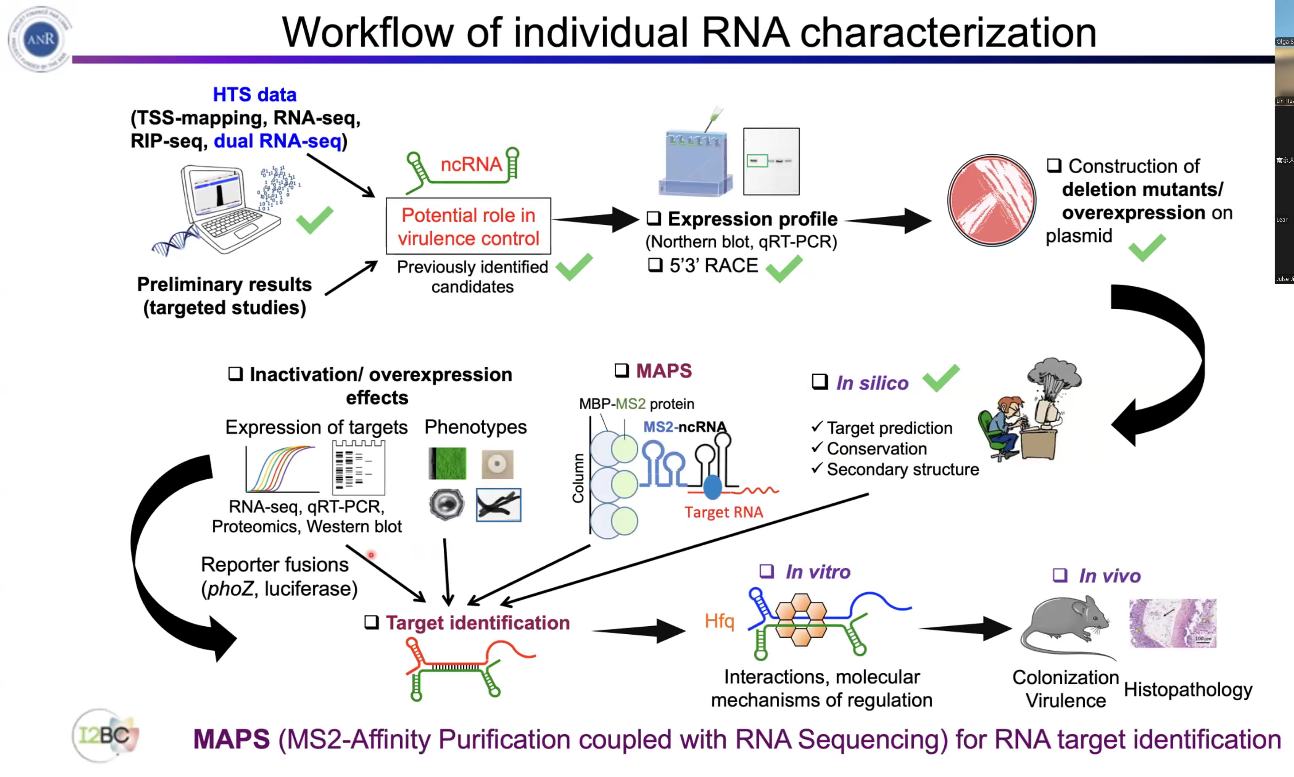 Workflow of individual RNA characterization
ANR
HTS data
(TSS-mapping, RNA-seq,
RIP-seq, dual RNA-seq)
Preliminary results
(targeted studies)
ncRNA
Potential role in
virulence control
Previously identified
candidates
❑ Expression profile
(Northern blot, qRT-PCR)
❑ 5’3’ RACE
❑ Construction of
deletion mutants/
overexpression on
plasmid
❑ Inactivation/ overexpression
effects
Expression of targets
Phenotypes
RNA-seq, qRT-PCR,
Proteomics, Western blot
Reporter fusions
(phoZ, luciferase)
❑ MAPS
MBP-MS2 protein
MS2-ncRNA
Column
Target RNA
❑ In silico
✓ Target prediction
✓ Conservation
✓ Secondary structure
❑ Target identification
❑ In vitro
Hfq
Interactions, molecular
mechanisms of regulation
❑ In vivo
100µm
Colonization
Virulence
Histopathology
I2BC
MAPS (MS2-Affinity Purification coupled with RNA Sequencing) for RNA target identification